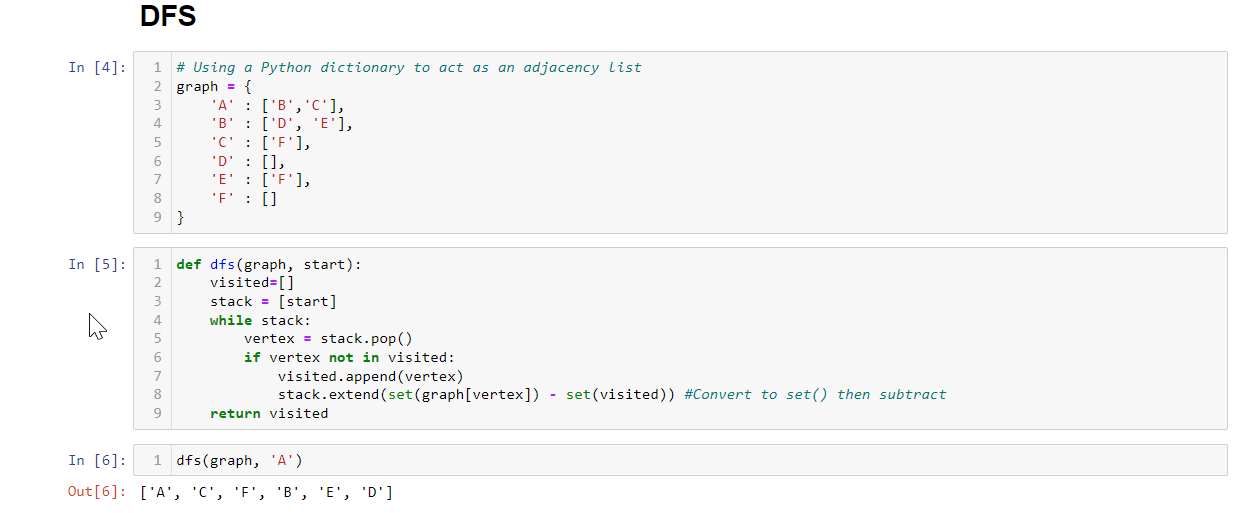 DFS
In [4]:
1 # Using a Python dictionary to act as an adjacency list
2 graph = {
3     'A' : ['B','C'],
4     'B' : ['D', 'E'],
5     'C' : ['F'],
6     'D' : [],
7     'E' : ['F'],
8     'F' : []
9 }
In [5]:
1 def dfs(graph, start):
2     visited=[]
3     stack = [start]
4     while stack:
5         vertex = stack.pop()
6         if vertex not in visited:
7             visited.append(vertex)
8             stack.extend(set(graph[vertex]) - set(visited)) #Convert to set() then subtract
9     return visited
In [6]:
1 dfs(graph, 'A')
Out[6]: ['A', 'C', 'F', 'B', 'E', 'D']